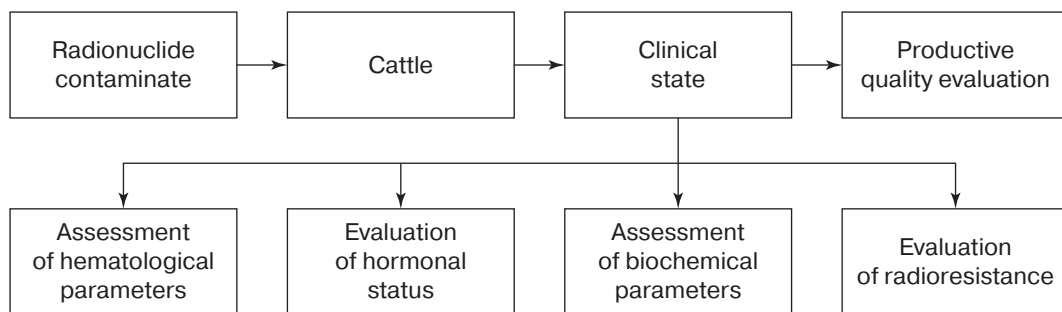 Radionuclide
contaminate
Cattle
Clinical
state
Productive
quality evaluation
Assessment
of hematological
parameters
Evaluation
of hormonal
status
Assessment
of biochemical
parameters
Evaluation
of radioresistance